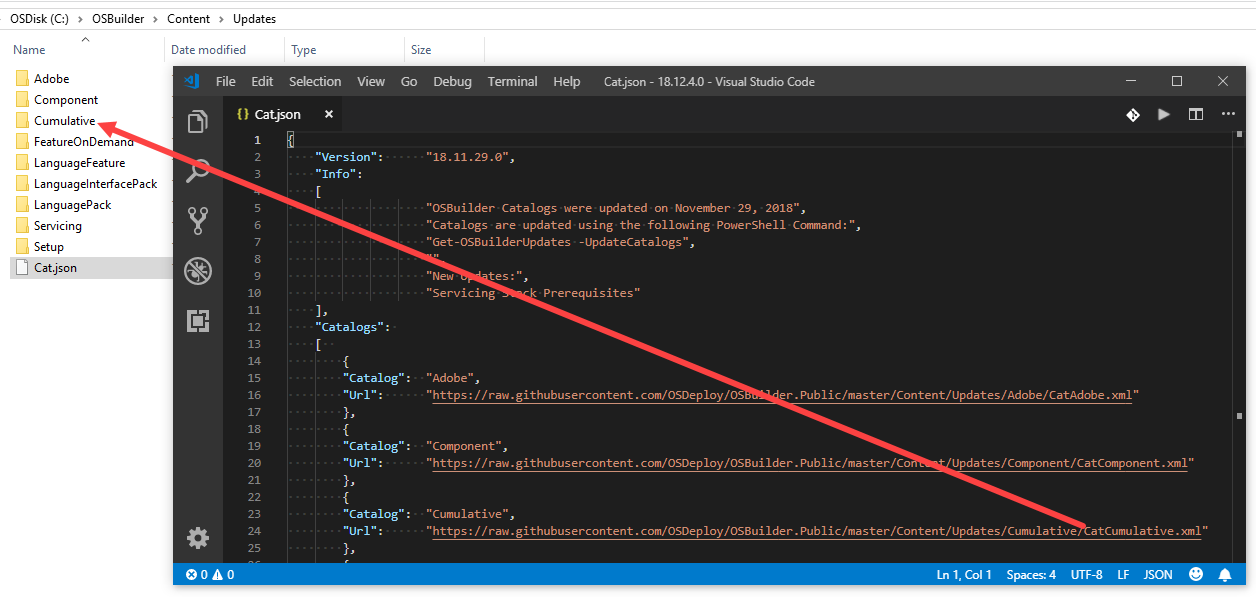 OSDisk (C:) > OSBuilder > Content > Updates
Name Date modified Type Size
Adobe
Component
Cumulative
FeatureOnDemand
LanguageFeature
LanguageInterfacePack
LanguagePack
Servicing
Setup
Cat.json
File Edit Selection View Go Debug Terminal Help Cat.json - 18.12.4.0 - Visual Studio Code
{} Cat.json ×
1 {
2 "Version": "18.11.29.0",
3 "Info":
4 [
5 "OSBuilder Catalogs were updated on November 29, 2018",
6 "Catalogs are updated using the following PowerShell Command:",
7 "Get-OSBuilderUpdates -UpdateCatalogs",
8 "",
9 "New Updates:",
10 "Servicing Stack Prerequisites"
11 ],
12 "Catalogs":
13 [
14 {
15 "Catalog": "Adobe",
16 "Url": "https://raw.githubusercontent.com/OSDeploy/OSBuilder.Public/master/Content/Updates/Adobe/CatAdobe.xml"
17 },
18 {
19 "Catalog": "Component",
20 "Url": "https://raw.githubusercontent.com/OSDeploy/OSBuilder.Public/master/Content/Updates/Component/CatComponent.xml"
21 },
22 {
23 "Catalog": "Cumulative",
24 "Url": "https://raw.githubusercontent.com/OSDeploy/OSBuilder.Public/master/Content/Updates/Cumulative/CatCumulative.xml"
25 },
0 0 Ln 1, Col 1 Spaces: 4 UTF-8 LF JSON